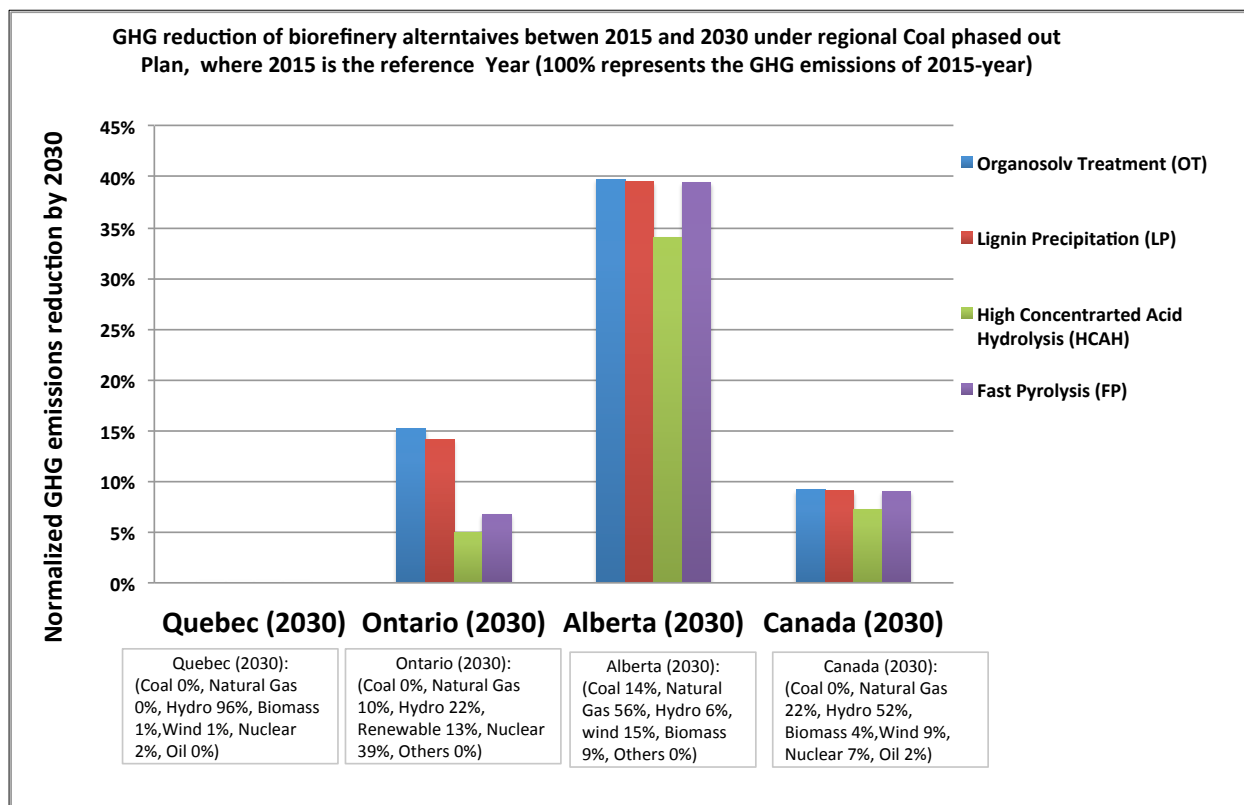 GHG reduction of biorefinery alterntaives betwen 2015 and 2030 under regional Coal phased out
Plan, where 2015 is the reference Year (100% represents the GHG emissions of 2015-year)
Normalized GHG emissions reduction by 2030
45%
40%
35%
30%
25%
20%
15%
10%
5%
0%
Organosolv Treatment (OT)
Lignin Precipitation (LP)
High Concentrarted Acid
Hydrolysis (HCAH)
Fast Pyrolysis (FP)
Quebec (2030)
Ontario (2030)
Alberta (2030)
Canada (2030)
Quebec (2030):
(Coal 0%, Natural Gas
0%, Hydro 96%, Biomass
1%,Wind 1%, Nuclear
2%, Oil 0%)
Ontario (2030):
(Coal 0%, Natural Gas
10%, Hydro 22%,
Renewable 13%, Nuclear
39%, Others 0%)
Alberta (2030):
(Coal 14%, Natural
Gas 56%, Hydro 6%,
wind 15%, Biomass
9%, Others 0%)
Canada (2030):
(Coal 0%, Natural Gas
22%, Hydro 52%,
Biomass 4%,Wind 9%,
Nuclear 7%, Oil 2%)